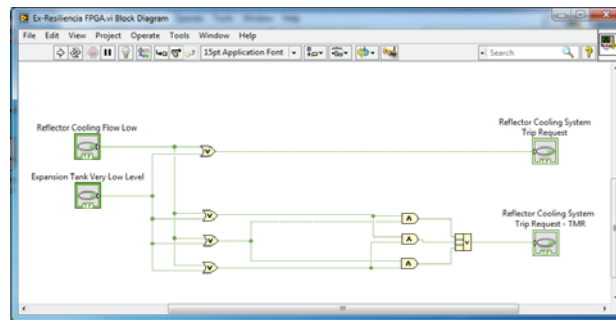 Ex-Resiliencia FPGA.vi Block Diagram
File Edit View Project Operate Tools Window Help
15pt Application Font
Search
Reflector Cooling Flow Low
Expansion Tank Very Low Level
Reflector Cooling System
Trip Request
Reflector Cooling System
Trip Request - TMR
V
V
V
V
Λ
Λ
Λ
V